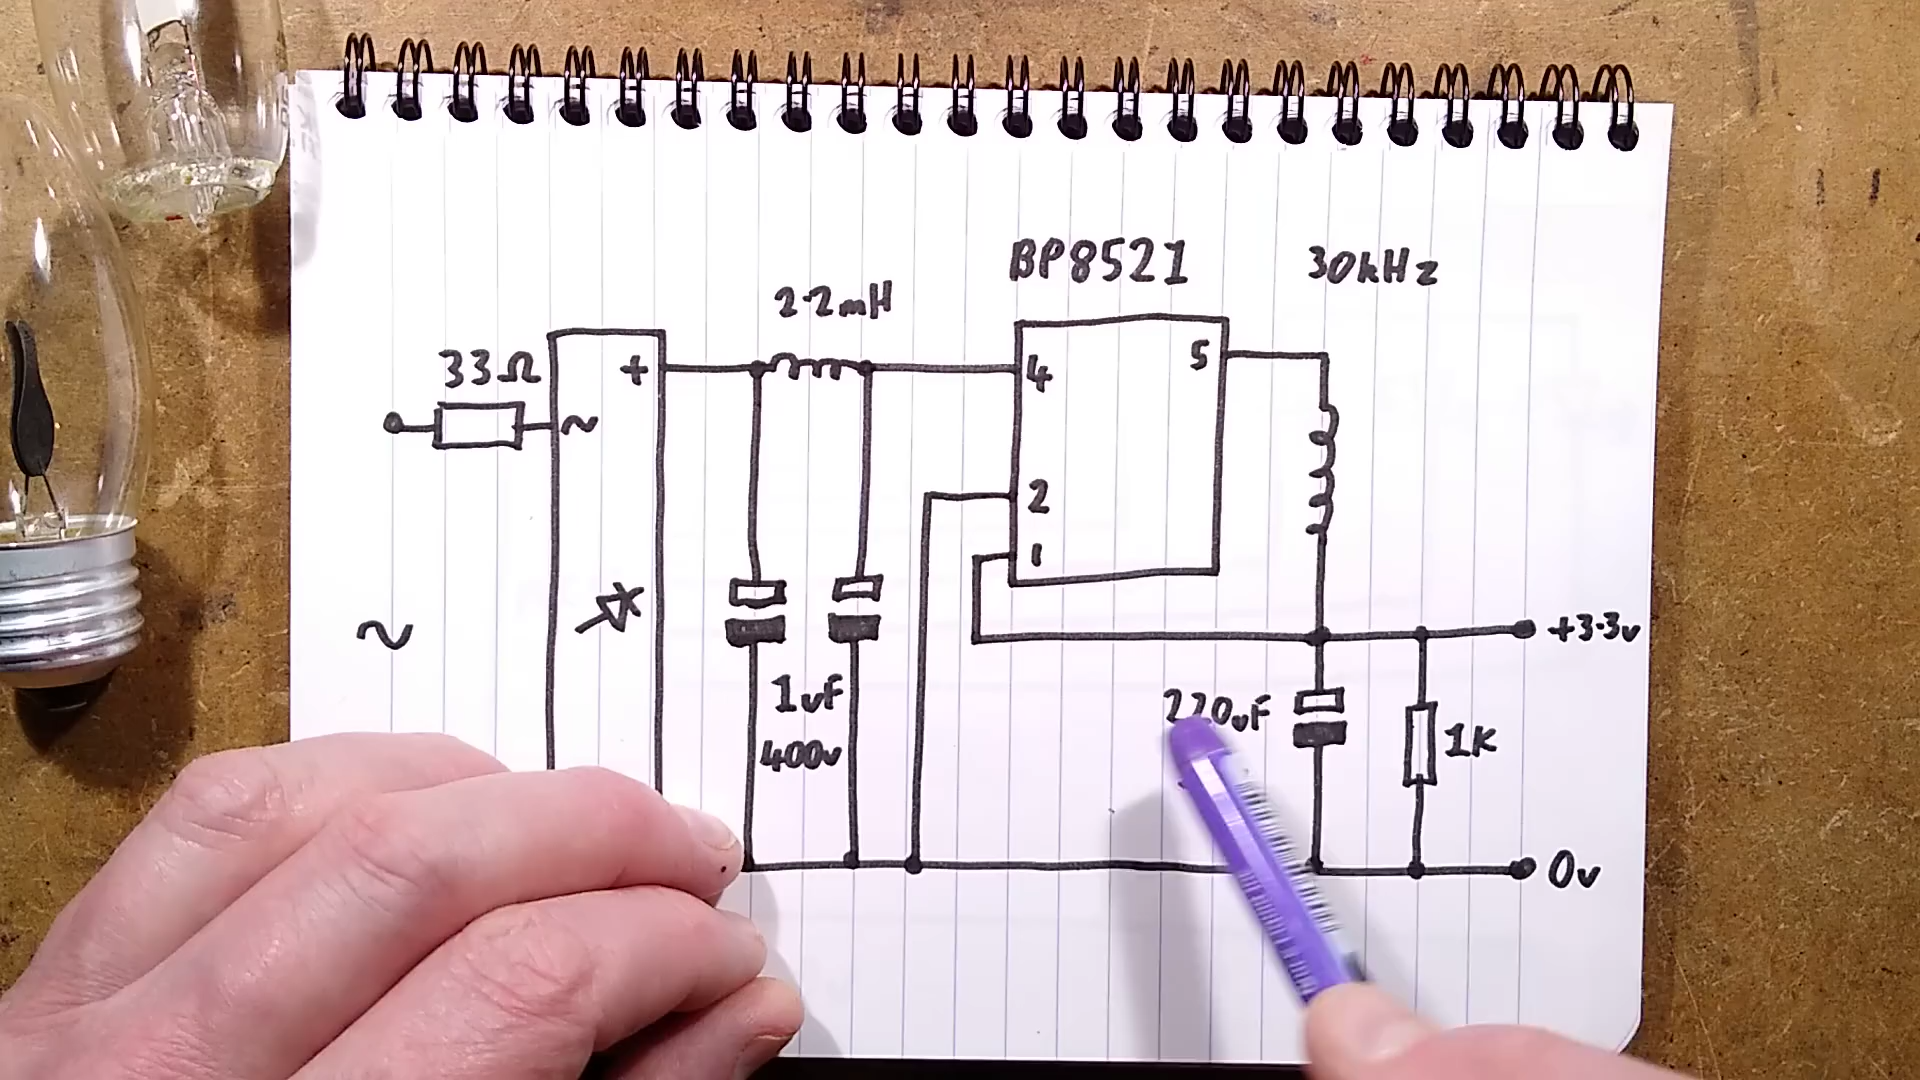 BP8521
30kHz
2·2mH
33Ω
+
4
5
~
2
1
~
+3·3v
1uF
400v
220uF
1K
0v